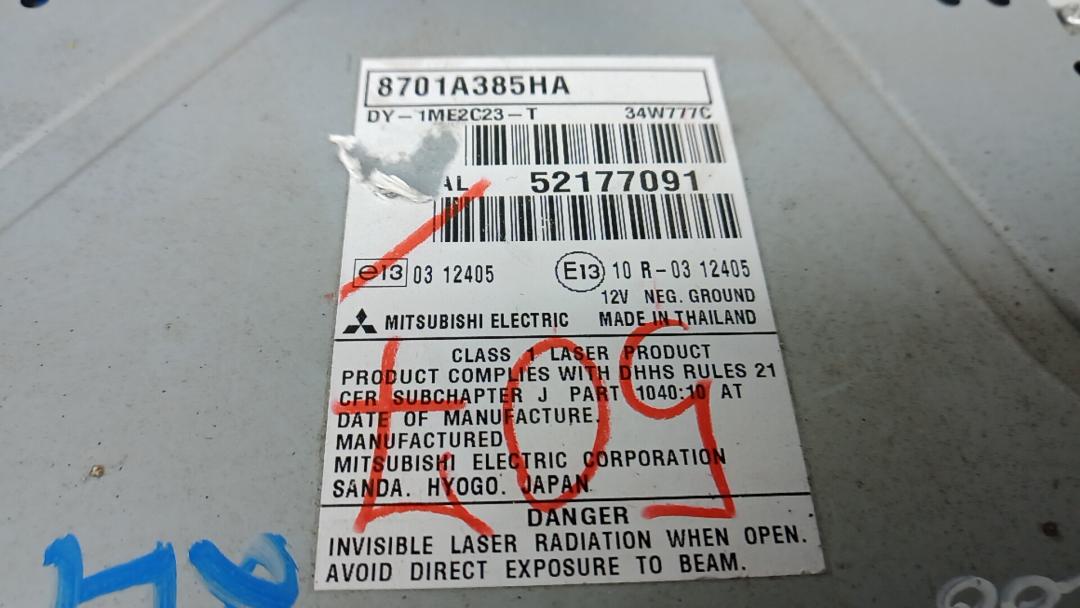 8701A385HA
DY-1ME2C23-T 34W777C
AL 52177091
e13 03 12405 E13 10 R-03 12405
12V NEG. GROUND
MITSUBISHI ELECTRIC MADE IN THAILAND
CLASS 1 LASER PRODUCT
PRODUCT COMPLIES WITH DHHS RULES 21
CFR SUBCHAPTER J PART 1040:10 AT
DATE OF MANUFACTURE.
MANUFACTURED
MITSUBISHI ELECTRIC CORPORATION
SANDA. HYOGO. JAPAN
DANGER
INVISIBLE LASER RADIATION WHEN OPEN.
AVOID DIRECT EXPOSURE TO BEAM.